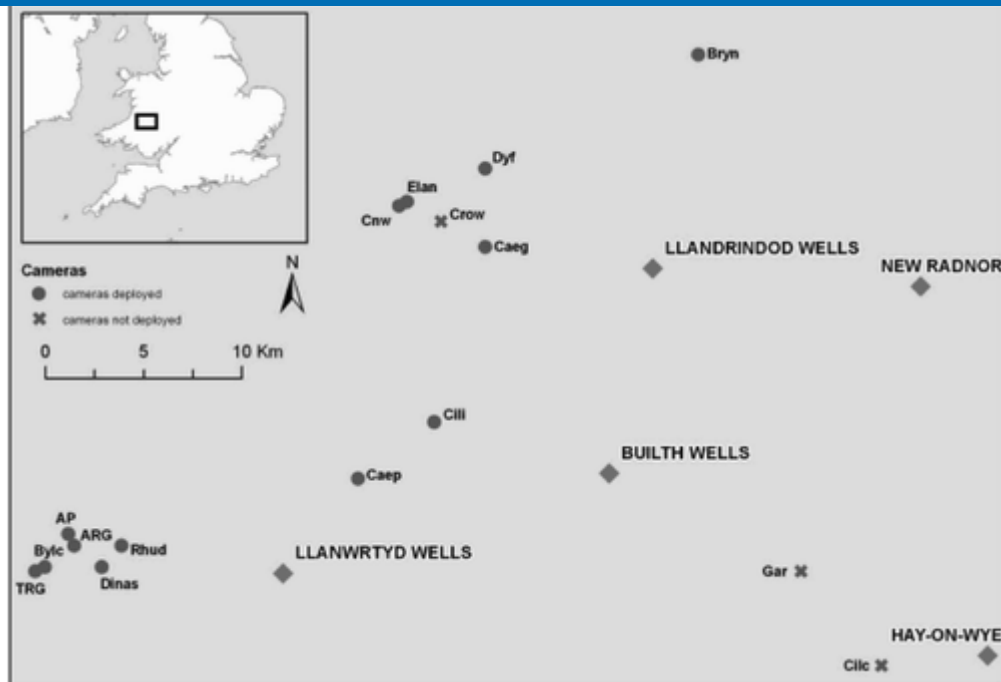 Bryn
Dyf
Elan
Cnw
Crow
Caeg
LLANDRINDOD WELLS
NEW RADNOR
Cameras
N
cameras deployed
cameras not deployed
0 5 10 Km
Cili
BUILTH WELLS
Caep
AP
ARG
Bylc
Rhud
LLANWRTYD WELLS
TRG
Dinas
Gar
HAY-ON-WYE
Cilc